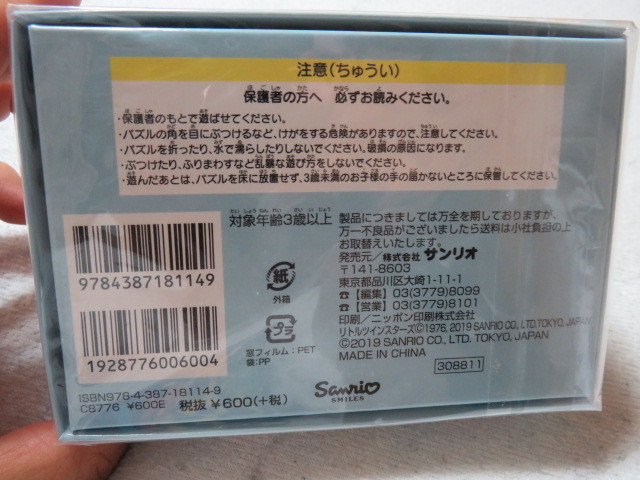 注意(ちゅうい)
保護者の方へ 必ずお読みください。
・保護者のもとで遊ばせてください。
・パズルの角を目にぶつけるなど、けがをする危険がありますので、注意してください。
・パズルを折ったり、水で濡らしたりしないでください。破損の原因になります。
・ぶつけたり、ふりまわすなど乱暴な遊び方をしないでください。
・遊んだあとは、パズルを床に放置せず、3歳未満のお子様の手の届かないところに保管してください。
対象年齢3歳以上
9784387181149
1928776006004
紙
外箱
プラ
窓フィルム:PET
袋:PP
ISBN978-4-387-18114-9
C8776 ¥600E 税抜 ¥600(+税)
製品につきましては万全を期しておりますが、
万一不良品がございましたら送料は小社負担の上
お取替えいたします。
発売元/株式会社 サンリオ
〒141-8603
東京都品川区大崎1-11-1
☎【編集】03(3779)8099
☎【営業】03(3779)8101
印刷/ニッポン印刷株式会社
リトルツインスターズ©1976, 2019 SANRIO CO., LTD.TOKYO, JAPAN
©2019 SANRIO CO., LTD. TOKYO, JAPAN
MADE IN CHINA
308811
Sanrio
SMILES